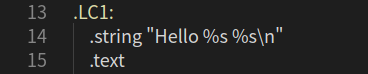 13 .LC1:
14 .string "Hello %s %s\n"
15 .text